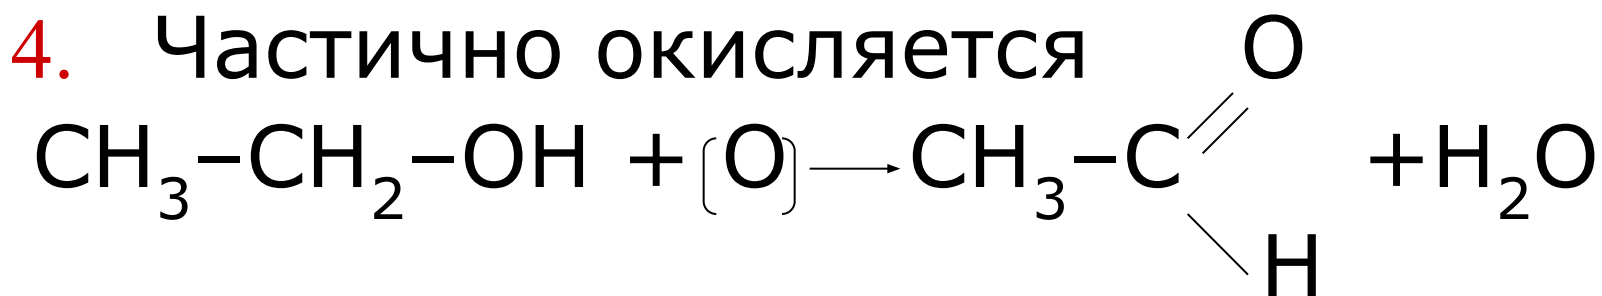 4. Частично окисляется O
CH₃–CH₂–OH + [O] → CH₃–C +H₂O
H